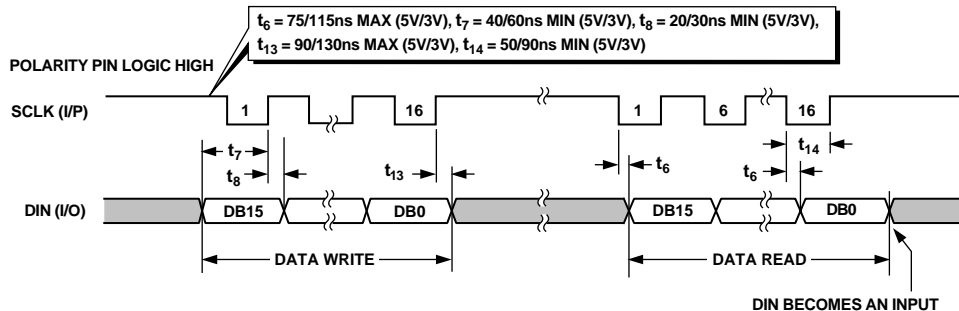 t6 = 75/115ns MAX (5V/3V), t7 = 40/60ns MIN (5V/3V), t8 = 20/30ns MIN (5V/3V),
t13 = 90/130ns MAX (5V/3V), t14 = 50/90ns MIN (5V/3V)
POLARITY PIN LOGIC HIGH
SCLK (I/P)
1
16
1
6
16
t7
t8
t13
t6
t6
t14
DIN (I/O)
DB15
DB0
DB15
DB0
DATA WRITE
DATA READ
DIN BECOMES AN INPUT